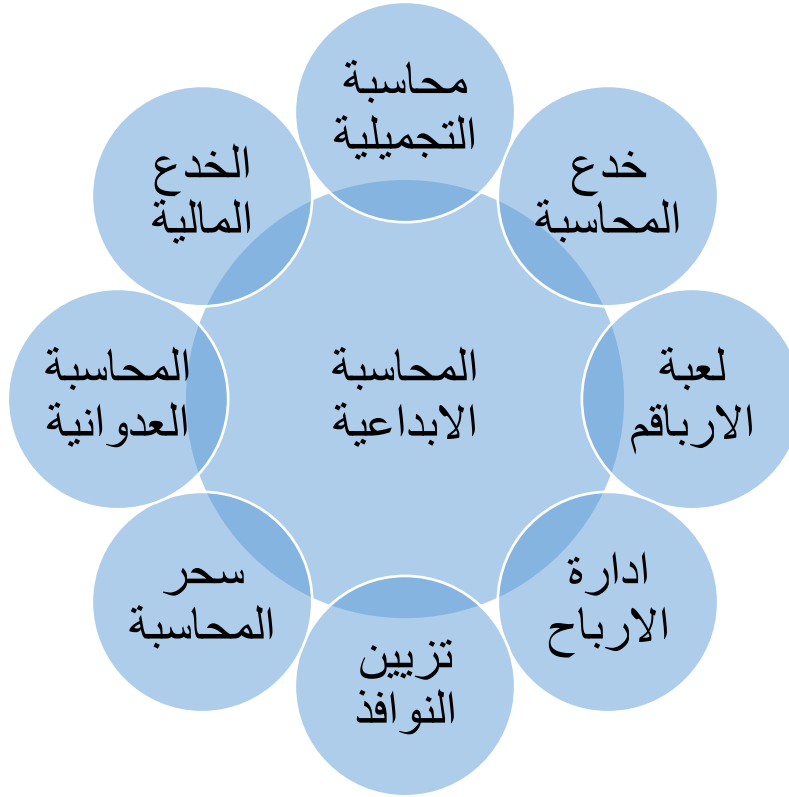 محاسبة
التجميلية
خدع
المحاسبة
لعبة
الارباقم
ادارة
الارباح
تزيين
النوافذ
سحر
المحاسبة
المحاسبة
العدوانية
الخدع
المالية
المحاسبة
الابداعية